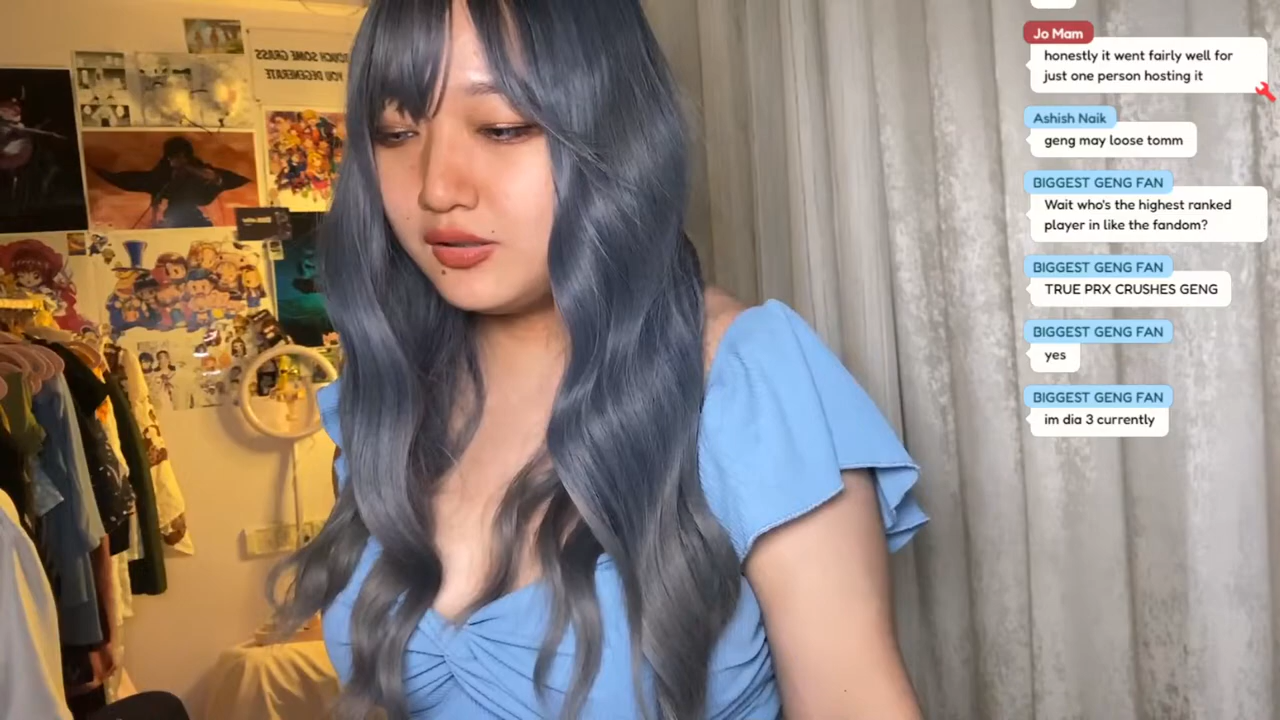 TOUCH SOME GRASS
YOU DEGENERATE
Jo Mam
honestly it went fairly well for
just one person hosting it
Ashish Naik
geng may loose tomm
BIGGEST GENG FAN
Wait who's the highest ranked
player in like the fandom?
BIGGEST GENG FAN
TRUE PRX CRUSHES GENG
BIGGEST GENG FAN
yes
BIGGEST GENG FAN
im dia 3 currently